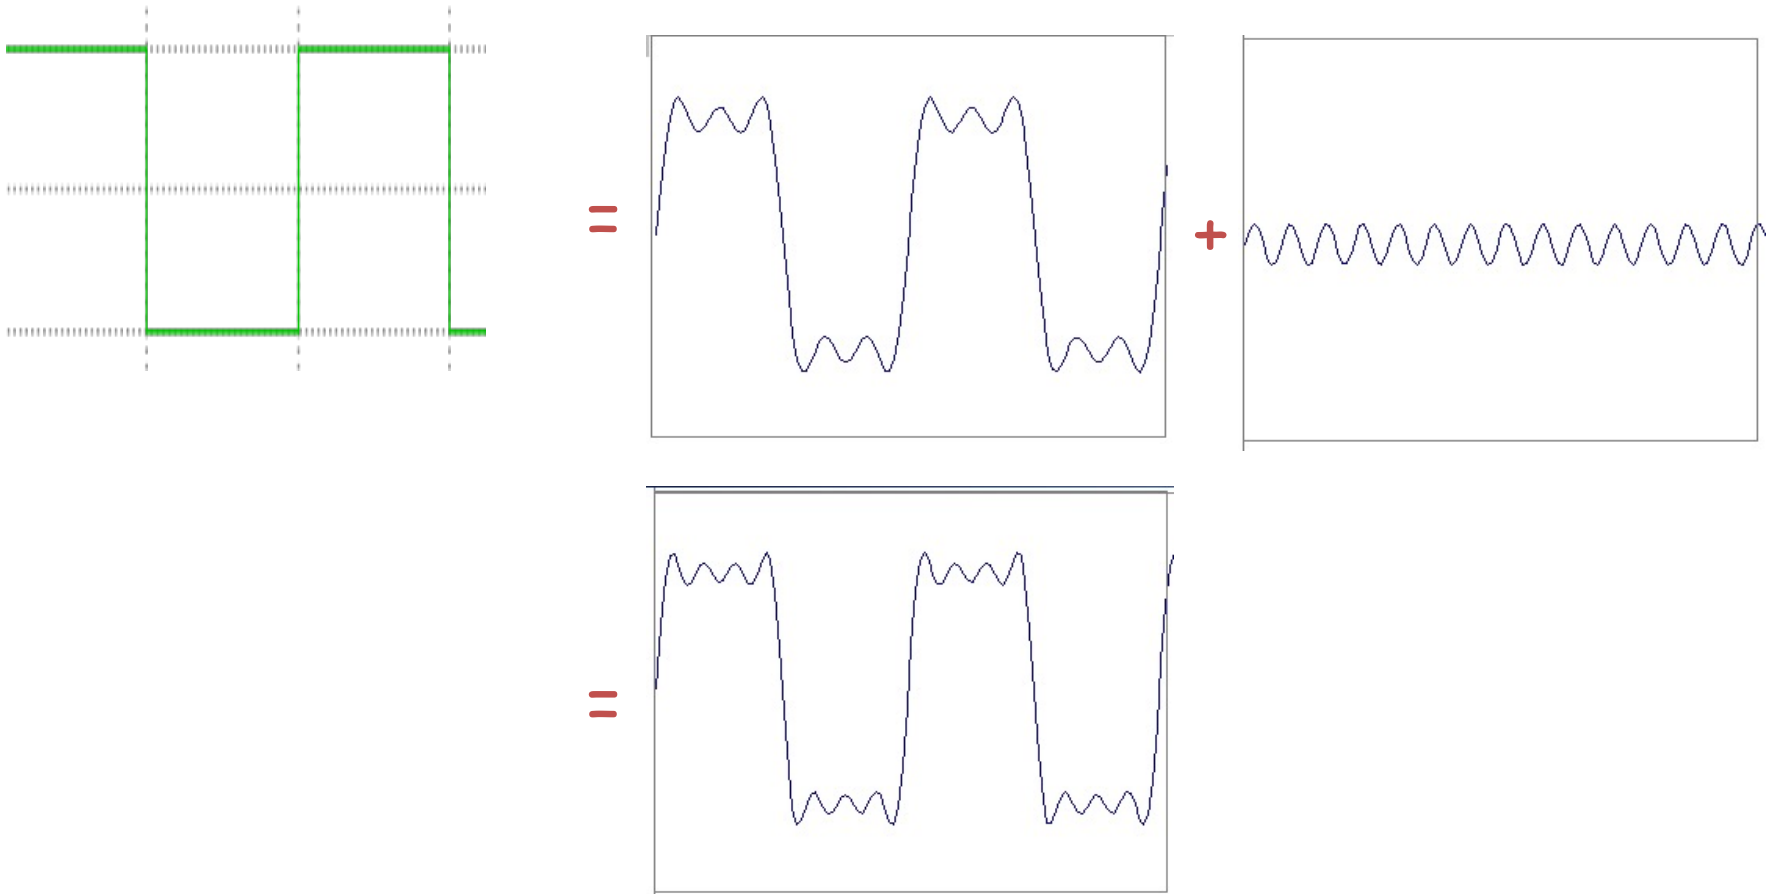 = +
=